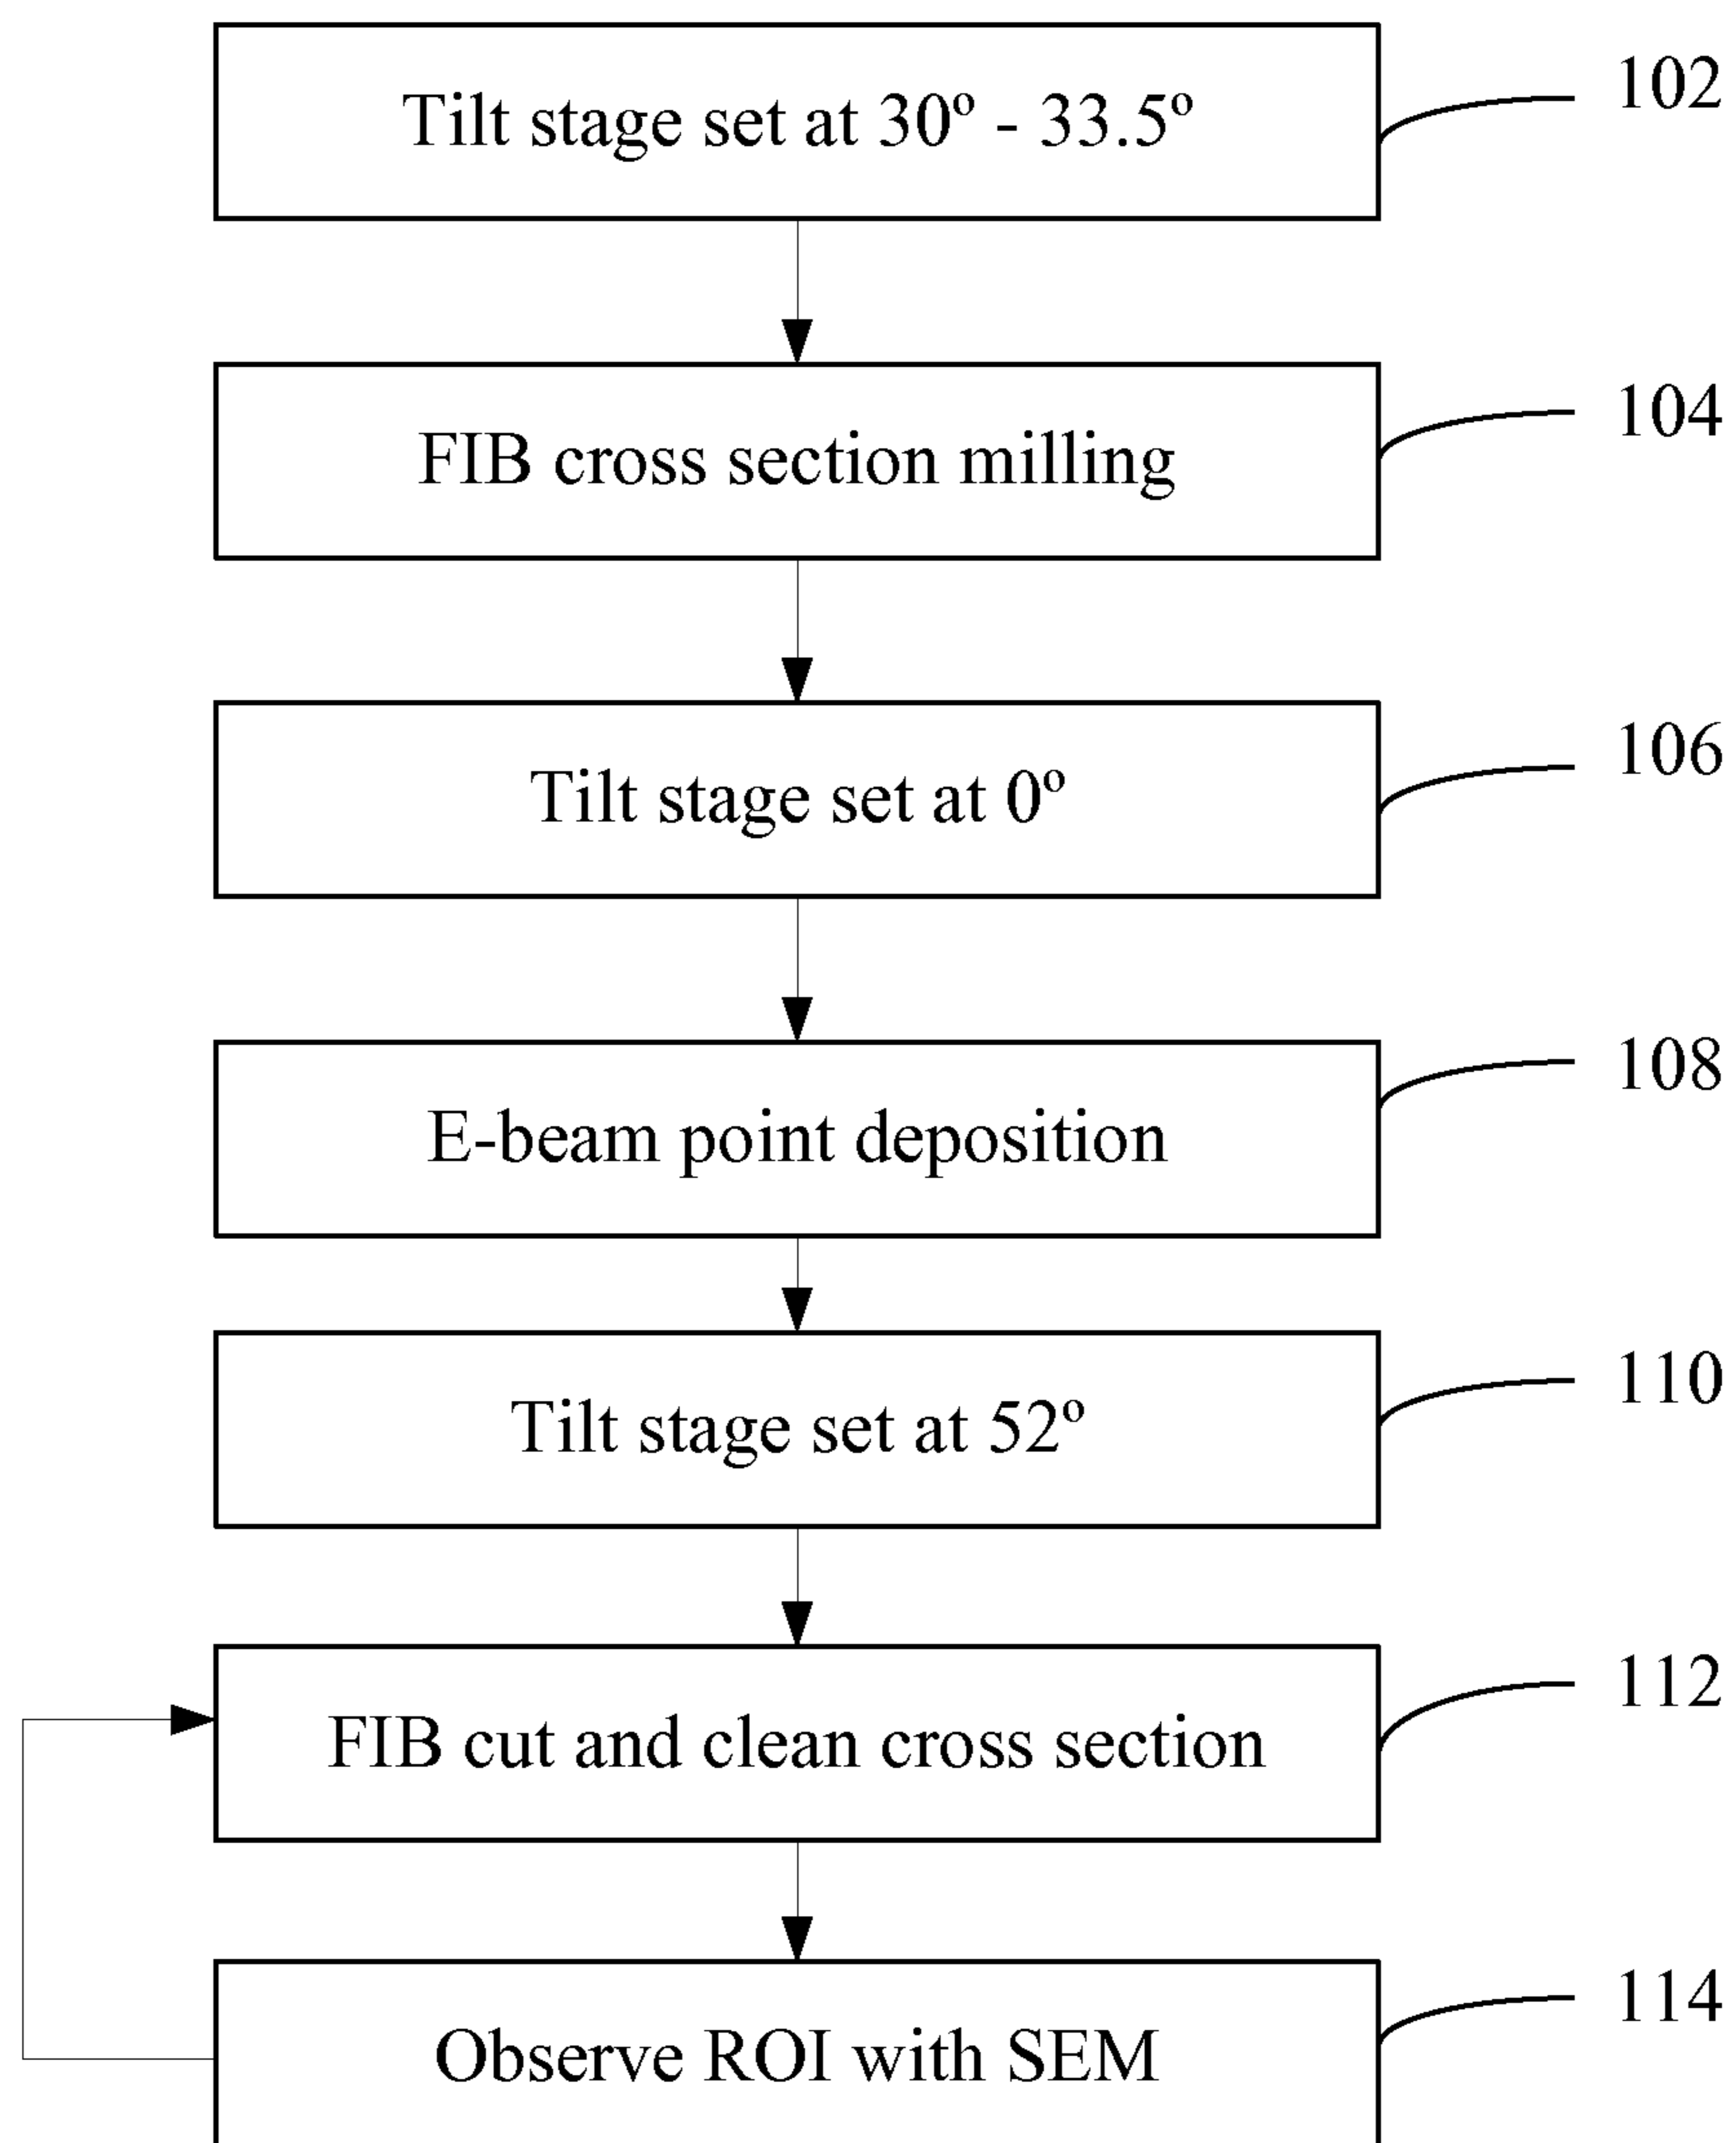 Tilt stage set at 30º - 33.5º
102
FIB cross section milling
104
Tilt stage set at 0º
106
E-beam point deposition
108
Tilt stage set at 52º
110
FIB cut and clean cross section
112
Observe ROI with SEM
114